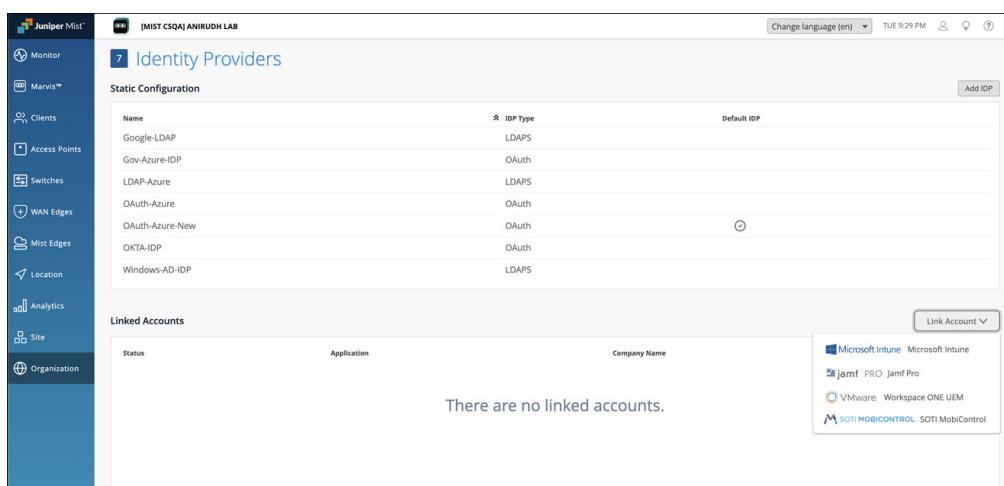 Juniper Mist™
[MIST CSQA] ANIRUDH LAB
Change language (en)
TUE 9:29 PM
Monitor
Marvis™
Clients
Access Points
Switches
WAN Edges
Mist Edges
Location
Analytics
Site
Organization
7 Identity Providers
Static Configuration
Add IDP
Name IDP Type Default IDP
Google-LDAP LDAPS
Gov-Azure-IDP OAuth
LDAP-Azure LDAPS
OAuth-Azure OAuth
OAuth-Azure-New OAuth
OKTA-IDP OAuth
Windows-AD-IDP LDAPS
Linked Accounts
Link Account
Status Application Company Name
There are no linked accounts.
Microsoft Intune Microsoft Intune
jamf PRO Jamf Pro
VMware Workspace ONE UEM
SOTI MOBICONTROL SOTI MobiControl